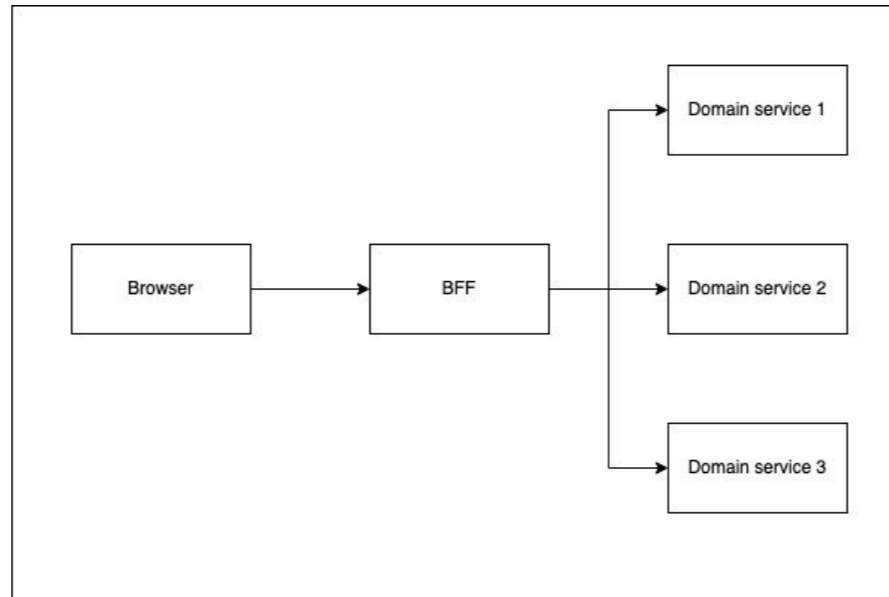 Domain service 1
Browser
BFF
Domain service 2
Domain service 3